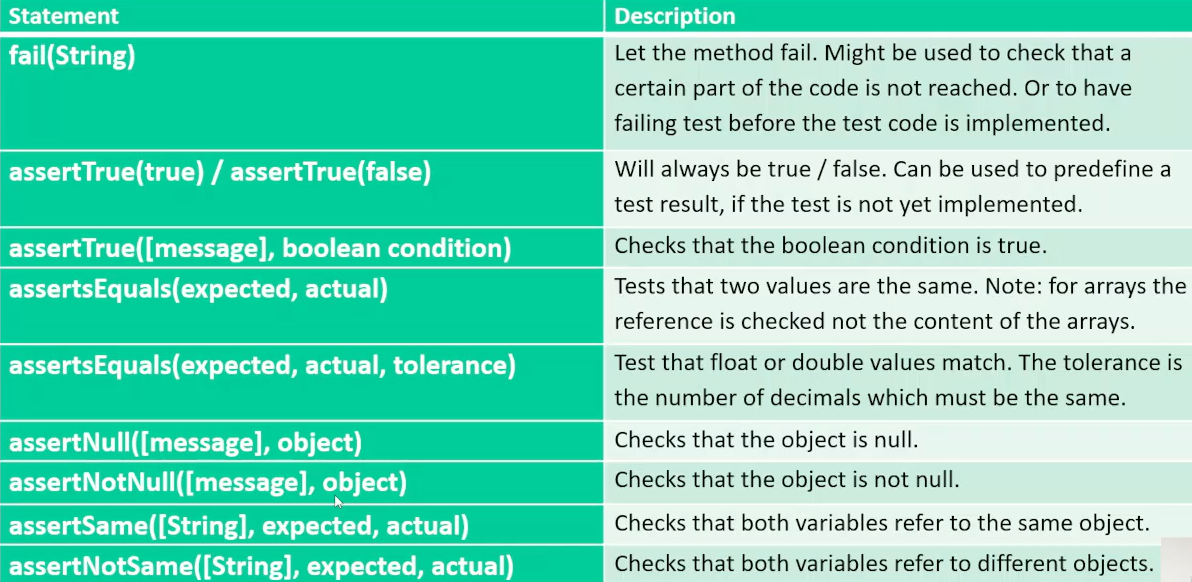 Statement
Description
fail(String)
Let the method fail. Might be used to check that a
certain part of the code is not reached. Or to have
failing test before the test code is implemented.
assertTrue(true) / assertTrue(false)
Will always be true / false. Can be used to predefine a
test result, if the test is not yet implemented.
assertTrue([message], boolean condition)
Checks that the boolean condition is true.
assertsEquals(expected, actual)
Tests that two values are the same. Note: for arrays the
reference is checked not the content of the arrays.
assertsEquals(expected, actual, tolerance)
Test that float or double values match. The tolerance is
the number of decimals which must be the same.
assertNull([message], object)
Checks that the object is null.
assertNotNull([message], object)
Checks that the object is not null.
assertSame([String], expected, actual)
Checks that both variables refer to the same object.
assertNotSame([String], expected, actual)
Checks that both variables refer to different objects.